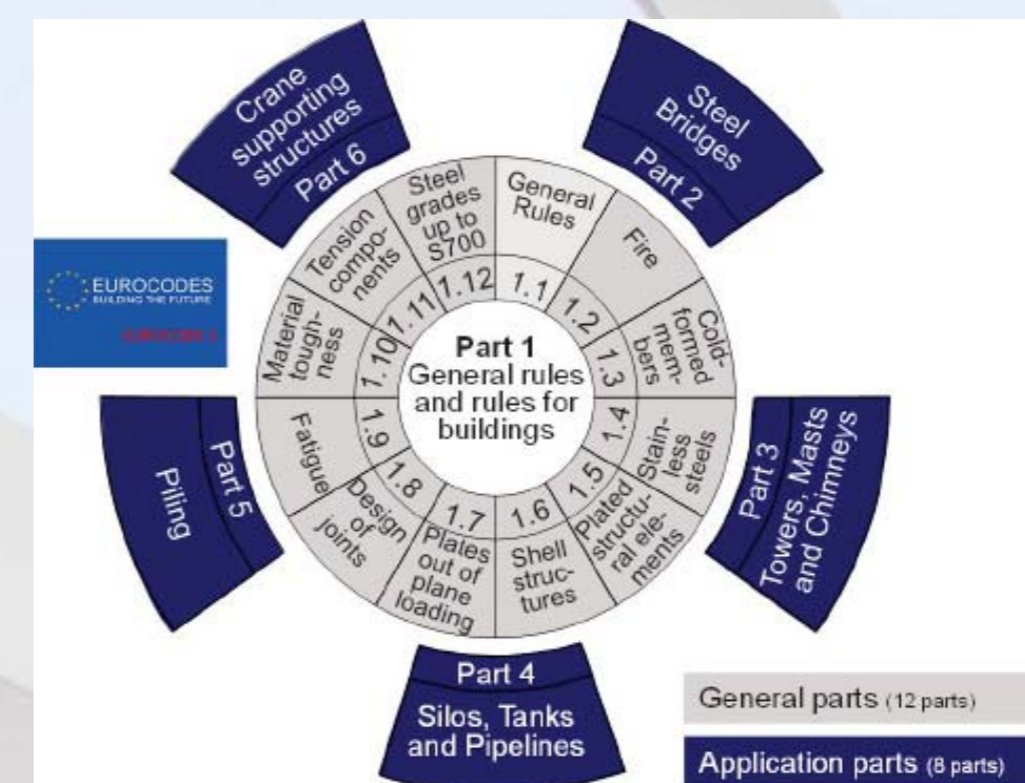 Crane
supporting
structures
Part 6
Steel
Bridges
Part 2
EUROCODES
BUILDING THE FUTURE
Part 1
General rules
and rules for
buildings
1.1
General
Rules
1.2
Fire
1.3
Cold-
formed
mem-
bers
1.4
Stain-
less
steels
1.5
Plated
structu-
ral ele-
ments
1.6
Shell
struc-
tures
1.7
Plates
out of
plane
loading
1.8
Design
of
joints
1.9
Fatigue
1.10
Material
tough-
ness
1.11
Tension
compo-
nents
1.12
Steel
grades
up to
S700
Part 3
Towers, Masts
and Chimneys
Part 5
Piling
Part 4
Silos, Tanks
and Pipelines
General parts (12 parts)
Application parts (8 parts)